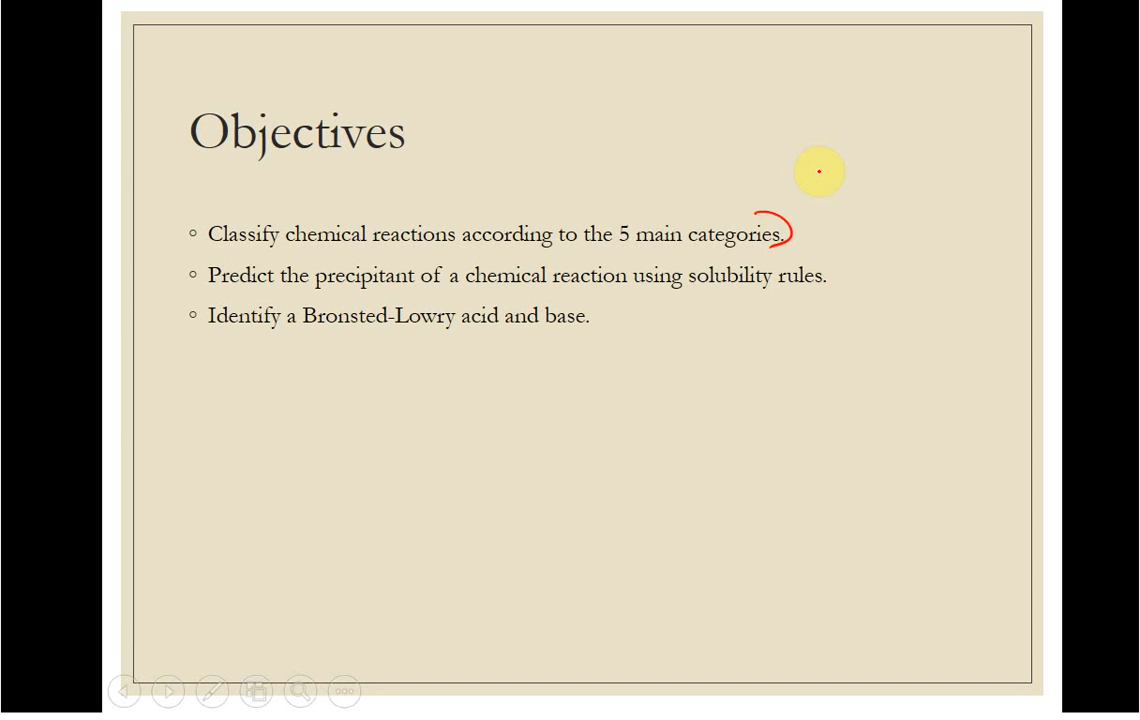 Objectives
Classify chemical reactions according to the 5 main categories.
Predict the precipitant of a chemical reaction using solubility rules.
Identify a Bronsted-Lowry acid and base.